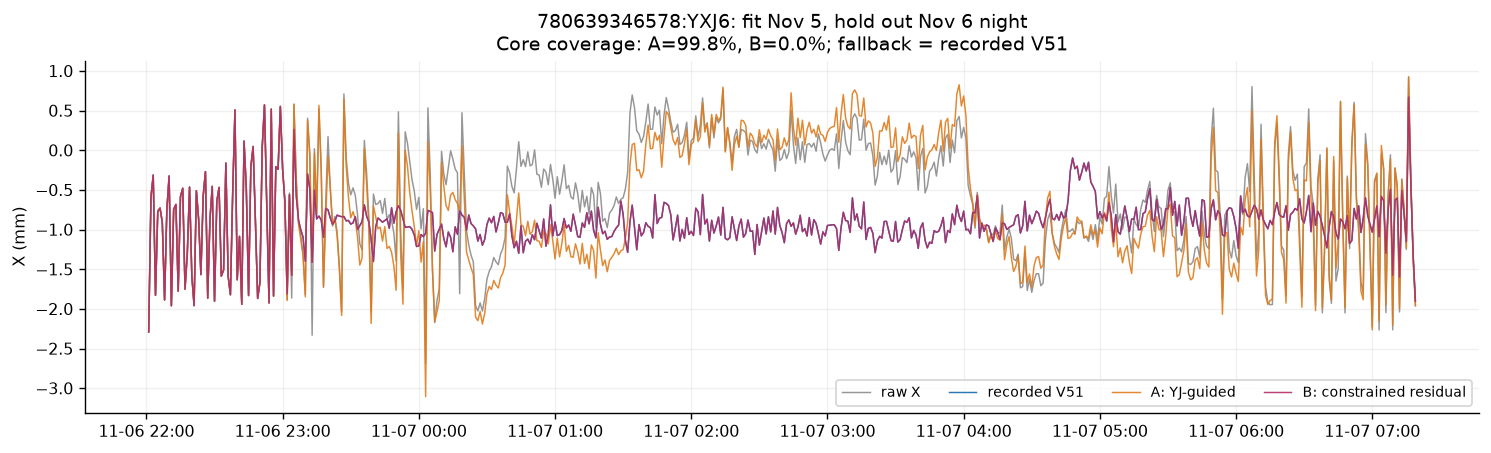 780639346578:YXJ6: fit Nov 5, hold out Nov 6 night
Core coverage: A=99.8%, B=0.0%; fallback = recorded V51
X (mm)
1.0
0.5
0.0
−0.5
−1.0
−1.5
−2.0
−2.5
−3.0
raw X
recorded V51
A: YJ-guided
B: constrained residual
11-06 22:00
11-06 23:00
11-07 00:00
11-07 01:00
11-07 02:00
11-07 03:00
11-07 04:00
11-07 05:00
11-07 06:00
11-07 07:00